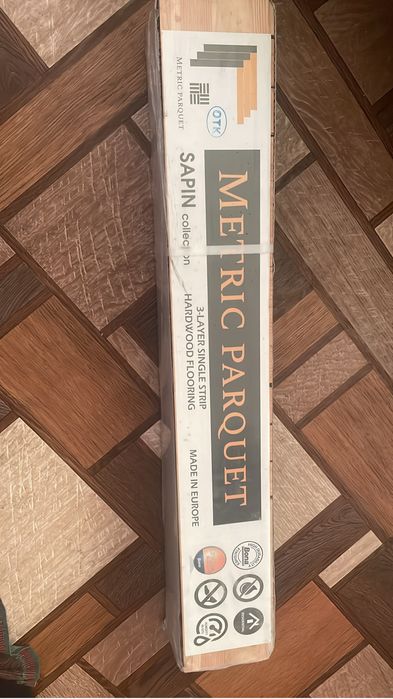 METRIC PARQUET
OTK
SAPIN collection
METRIC PARQUET
3-LAYER SINGLE STRIP
HARDWOOD FLOORING
MADE IN EUROPE
Bona